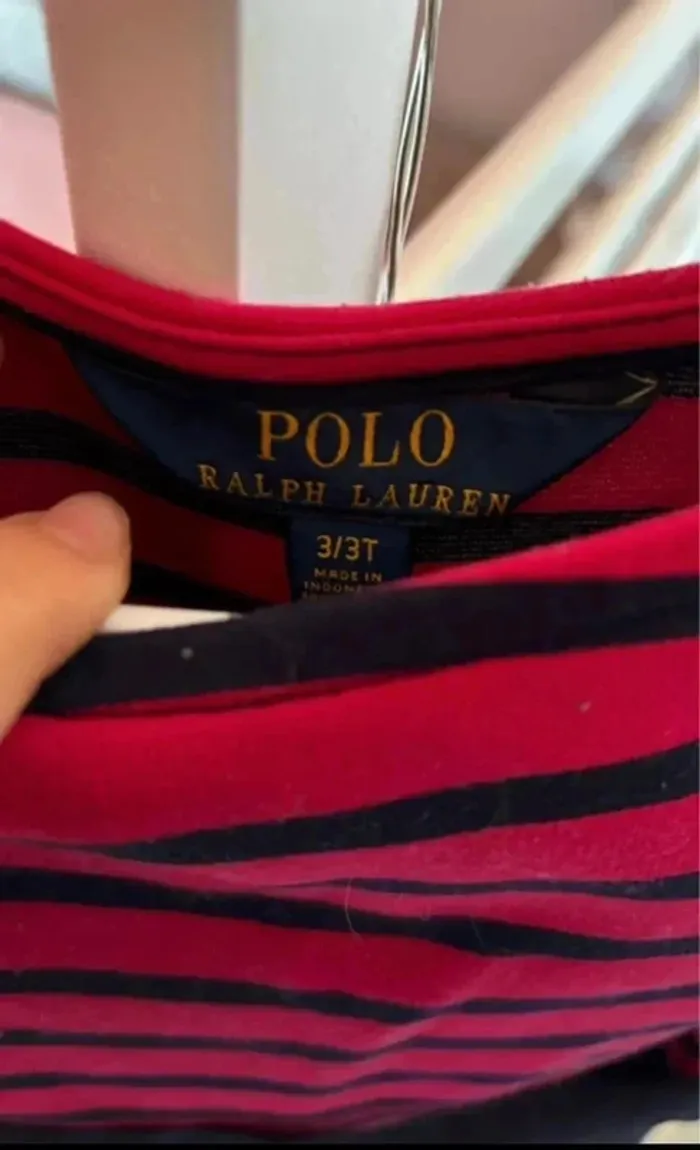 POLO
RALPH LAUREN
3/3T
MADE IN